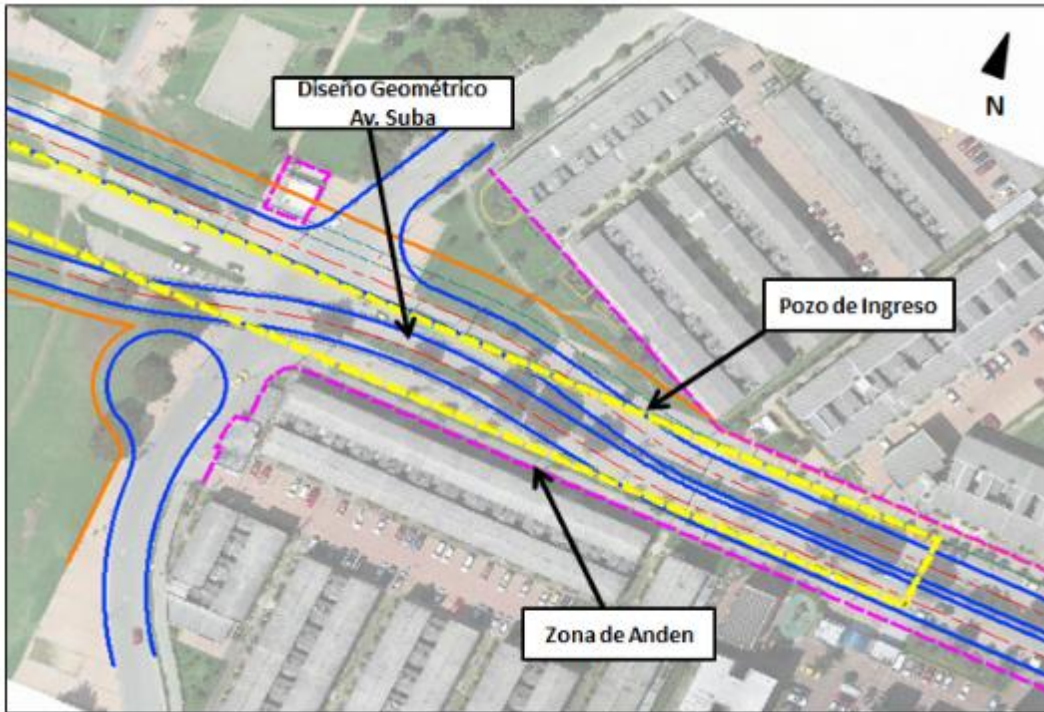 Diseño Geométrico
Av. Suba
N
Pozo de Ingreso
Zona de Anden